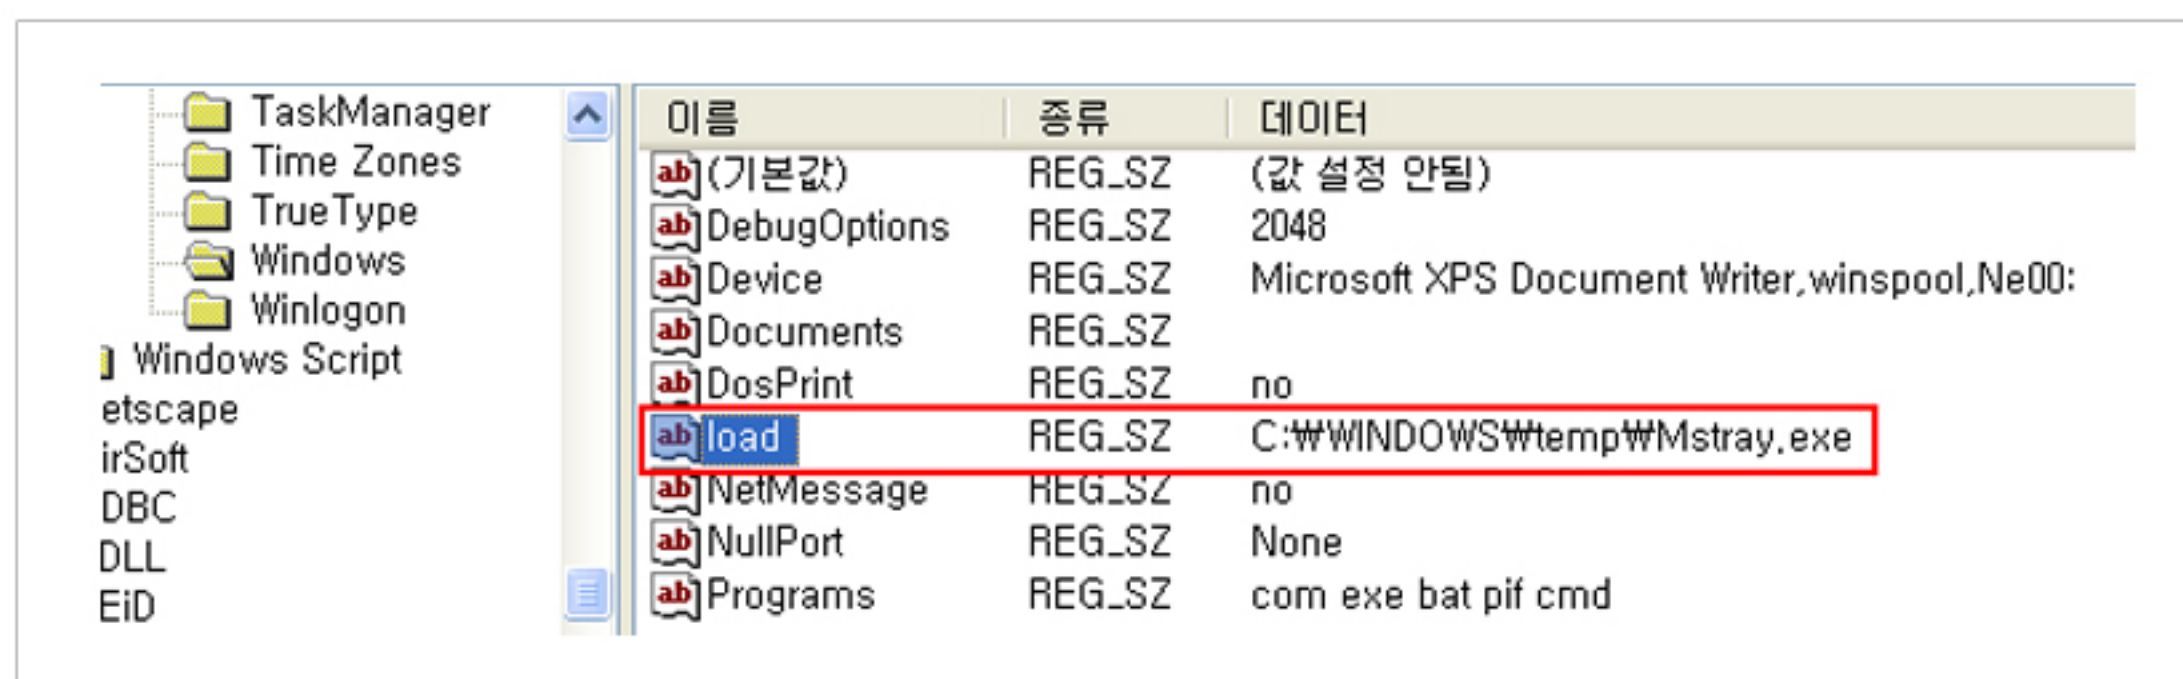 TaskManager
Time Zones
TrueType
Windows
Winlogon
Windows Script
etscape
irSoft
DBC
DLL
EiD
이름 종류 데이터
(기본값) REG_SZ (값 설정 안됨)
DebugOptions REG_SZ 2048
Device REG_SZ Microsoft XPS Document Writer,winspool,Ne00:
Documents REG_SZ
DosPrint REG_SZ no
load REG_SZ C:₩WINDOWS₩temp₩Mstray.exe
NetMessage REG_SZ no
NullPort REG_SZ None
Programs REG_SZ com exe bat pif cmd